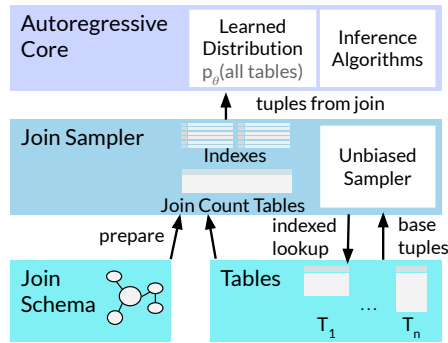 Autoregressive
Core
Learned
Distribution
pθ(all tables)
Inference
Algorithms
tuples from join
Join Sampler
Indexes
Join Count Tables
Unbiased
Sampler
prepare
indexed
lookup
base
tuples
Join
Schema
Tables
...
T1
Tn